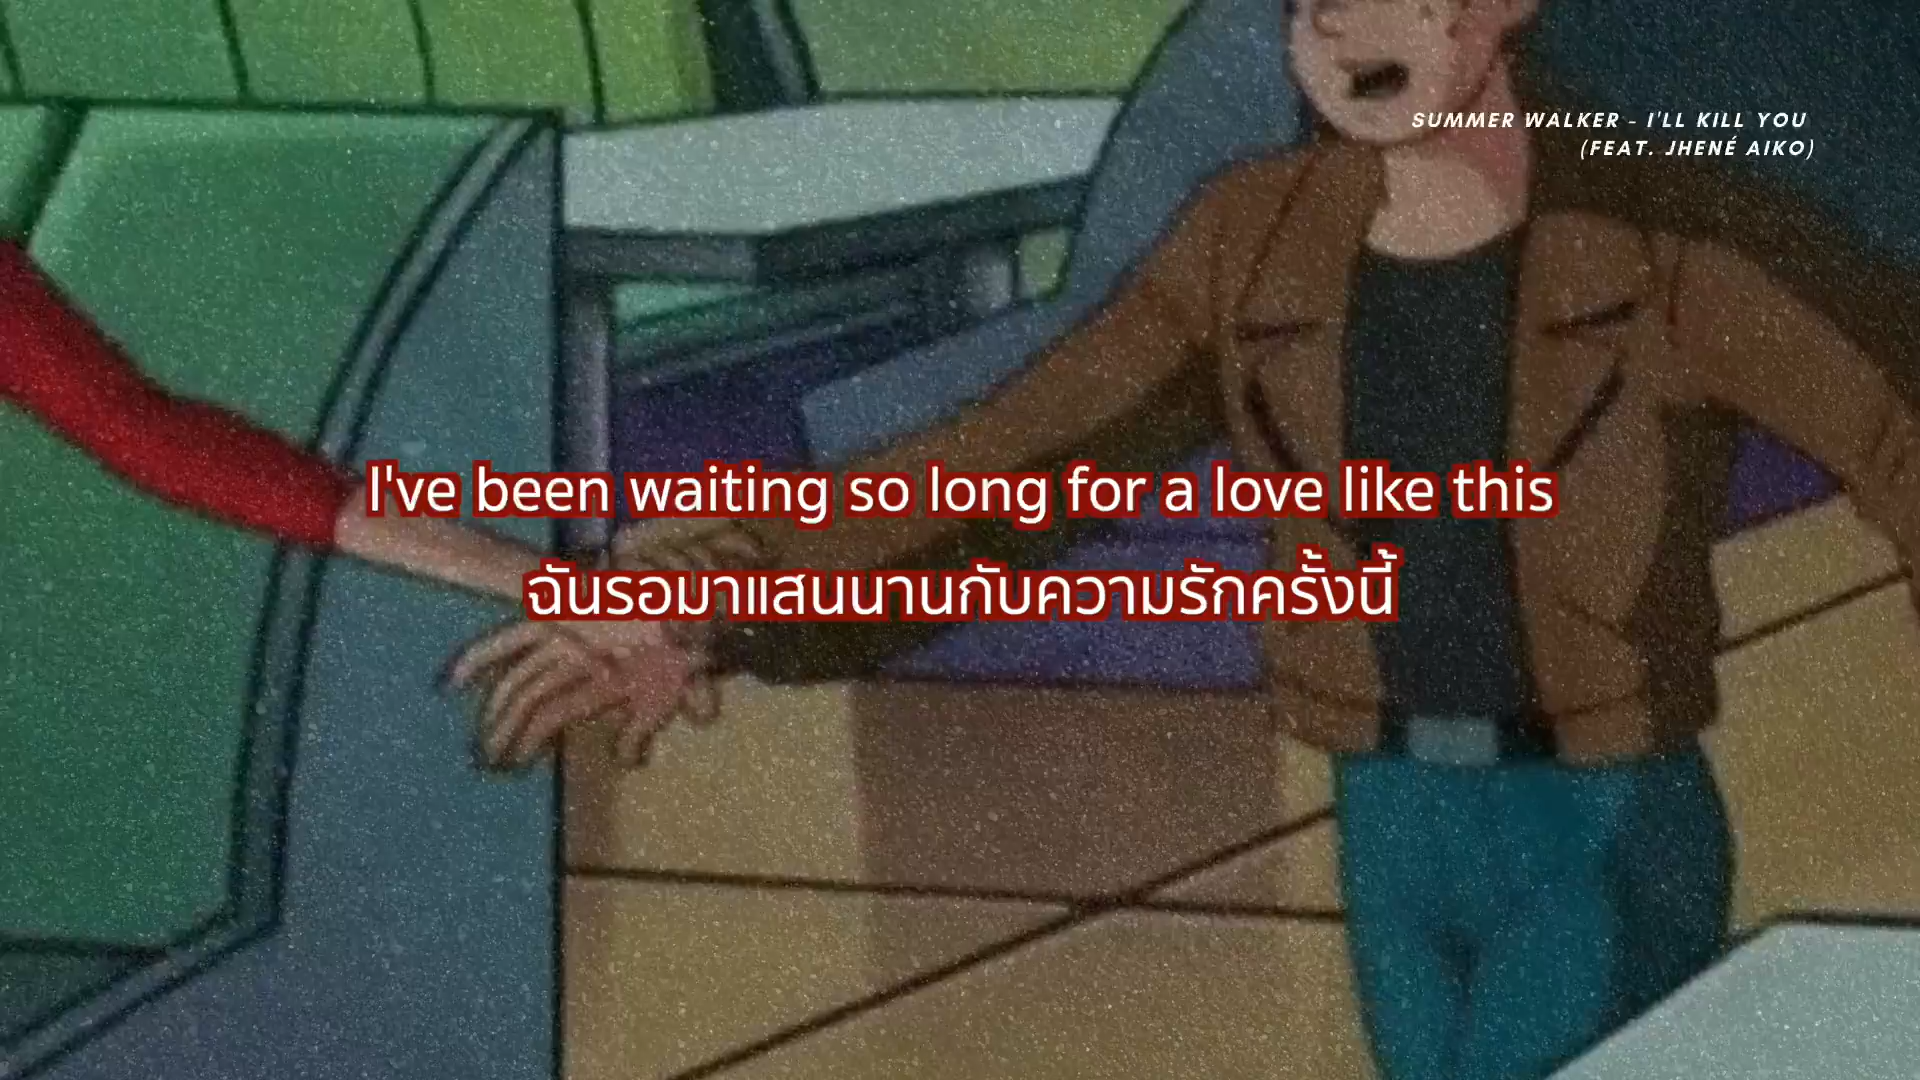 SUMMER WALKER - I'LL KILL YOU
(FEAT. JHENÉ AIKO)
I've been waiting so long for a love like this
ฉันรอมาแสนนานกับความรักครั้งนี้